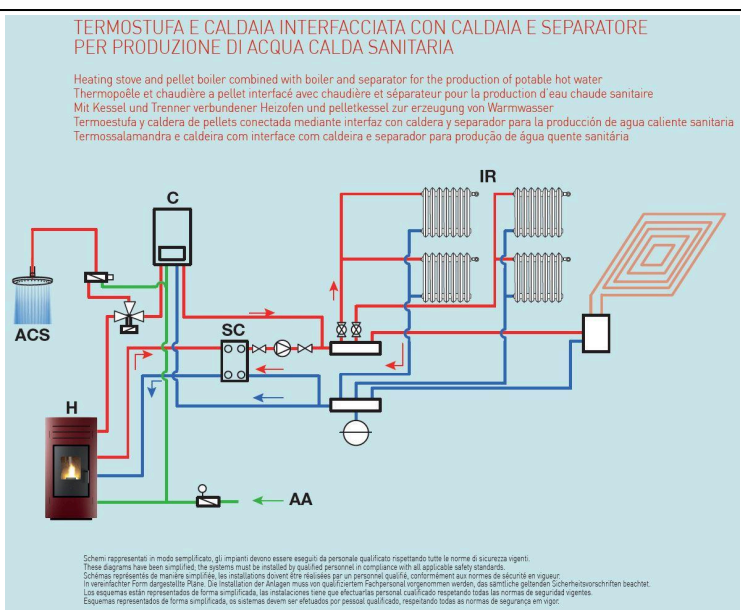 TERMOSTUFA E CALDAIA INTERFACCIATA CON CALDAIA E SEPARATORE
PER PRODUZIONE DI ACQUA CALDA SANITARIA
Heating stove and pellet boiler combined with boiler and separator for the production of potable hot water
Thermopoêle et chaudière a pellet interfacé avec chaudière et séparateur pour la production d'eau chaude sanitaire
Mit Kessel und Trenner verbundener Heizofen und pelletkessel zur erzeugung von Warmwasser
Termoestufa y caldera de pellets conectada mediante interfaz con caldera y separador para la producción de agua caliente sanitaria
Termossalamandra e caldeira com interface com caldeira e separador para produção de água quente sanitária
IR
C
ACS
SC
H
AA
Schemi rappresentati in modo semplificato, gli impianti devono essere eseguiti da personale qualificato rispettando tutte le norme di sicurezza vigenti.
These diagrams have been simplified; the systems must be installed by qualified personnel in compliance with all applicable safety standards.
Schémas représentés de manière simplifiée, les installations doivent être réalisées par un personnel qualifié, conformément aux normes de sécurité en vigueur.
In vereinfachter Form dargestellte Pläne. Die Installation der Anlagen muss von qualifiziertem Fachpersonal vorgenommen werden, das sämtliche geltenden Sicherheitsvorschriften beachtet.
Los esquemas están representados de forma simplificada, las instalaciones tiene que efectuarlas personal cualificado respetando todas las normas de seguridad vigentes.
Esquemas representados de forma simplificada, os sistemas devem ser efetuados por pessoal qualificado, respeitando todas as normas de segurança em vigor.